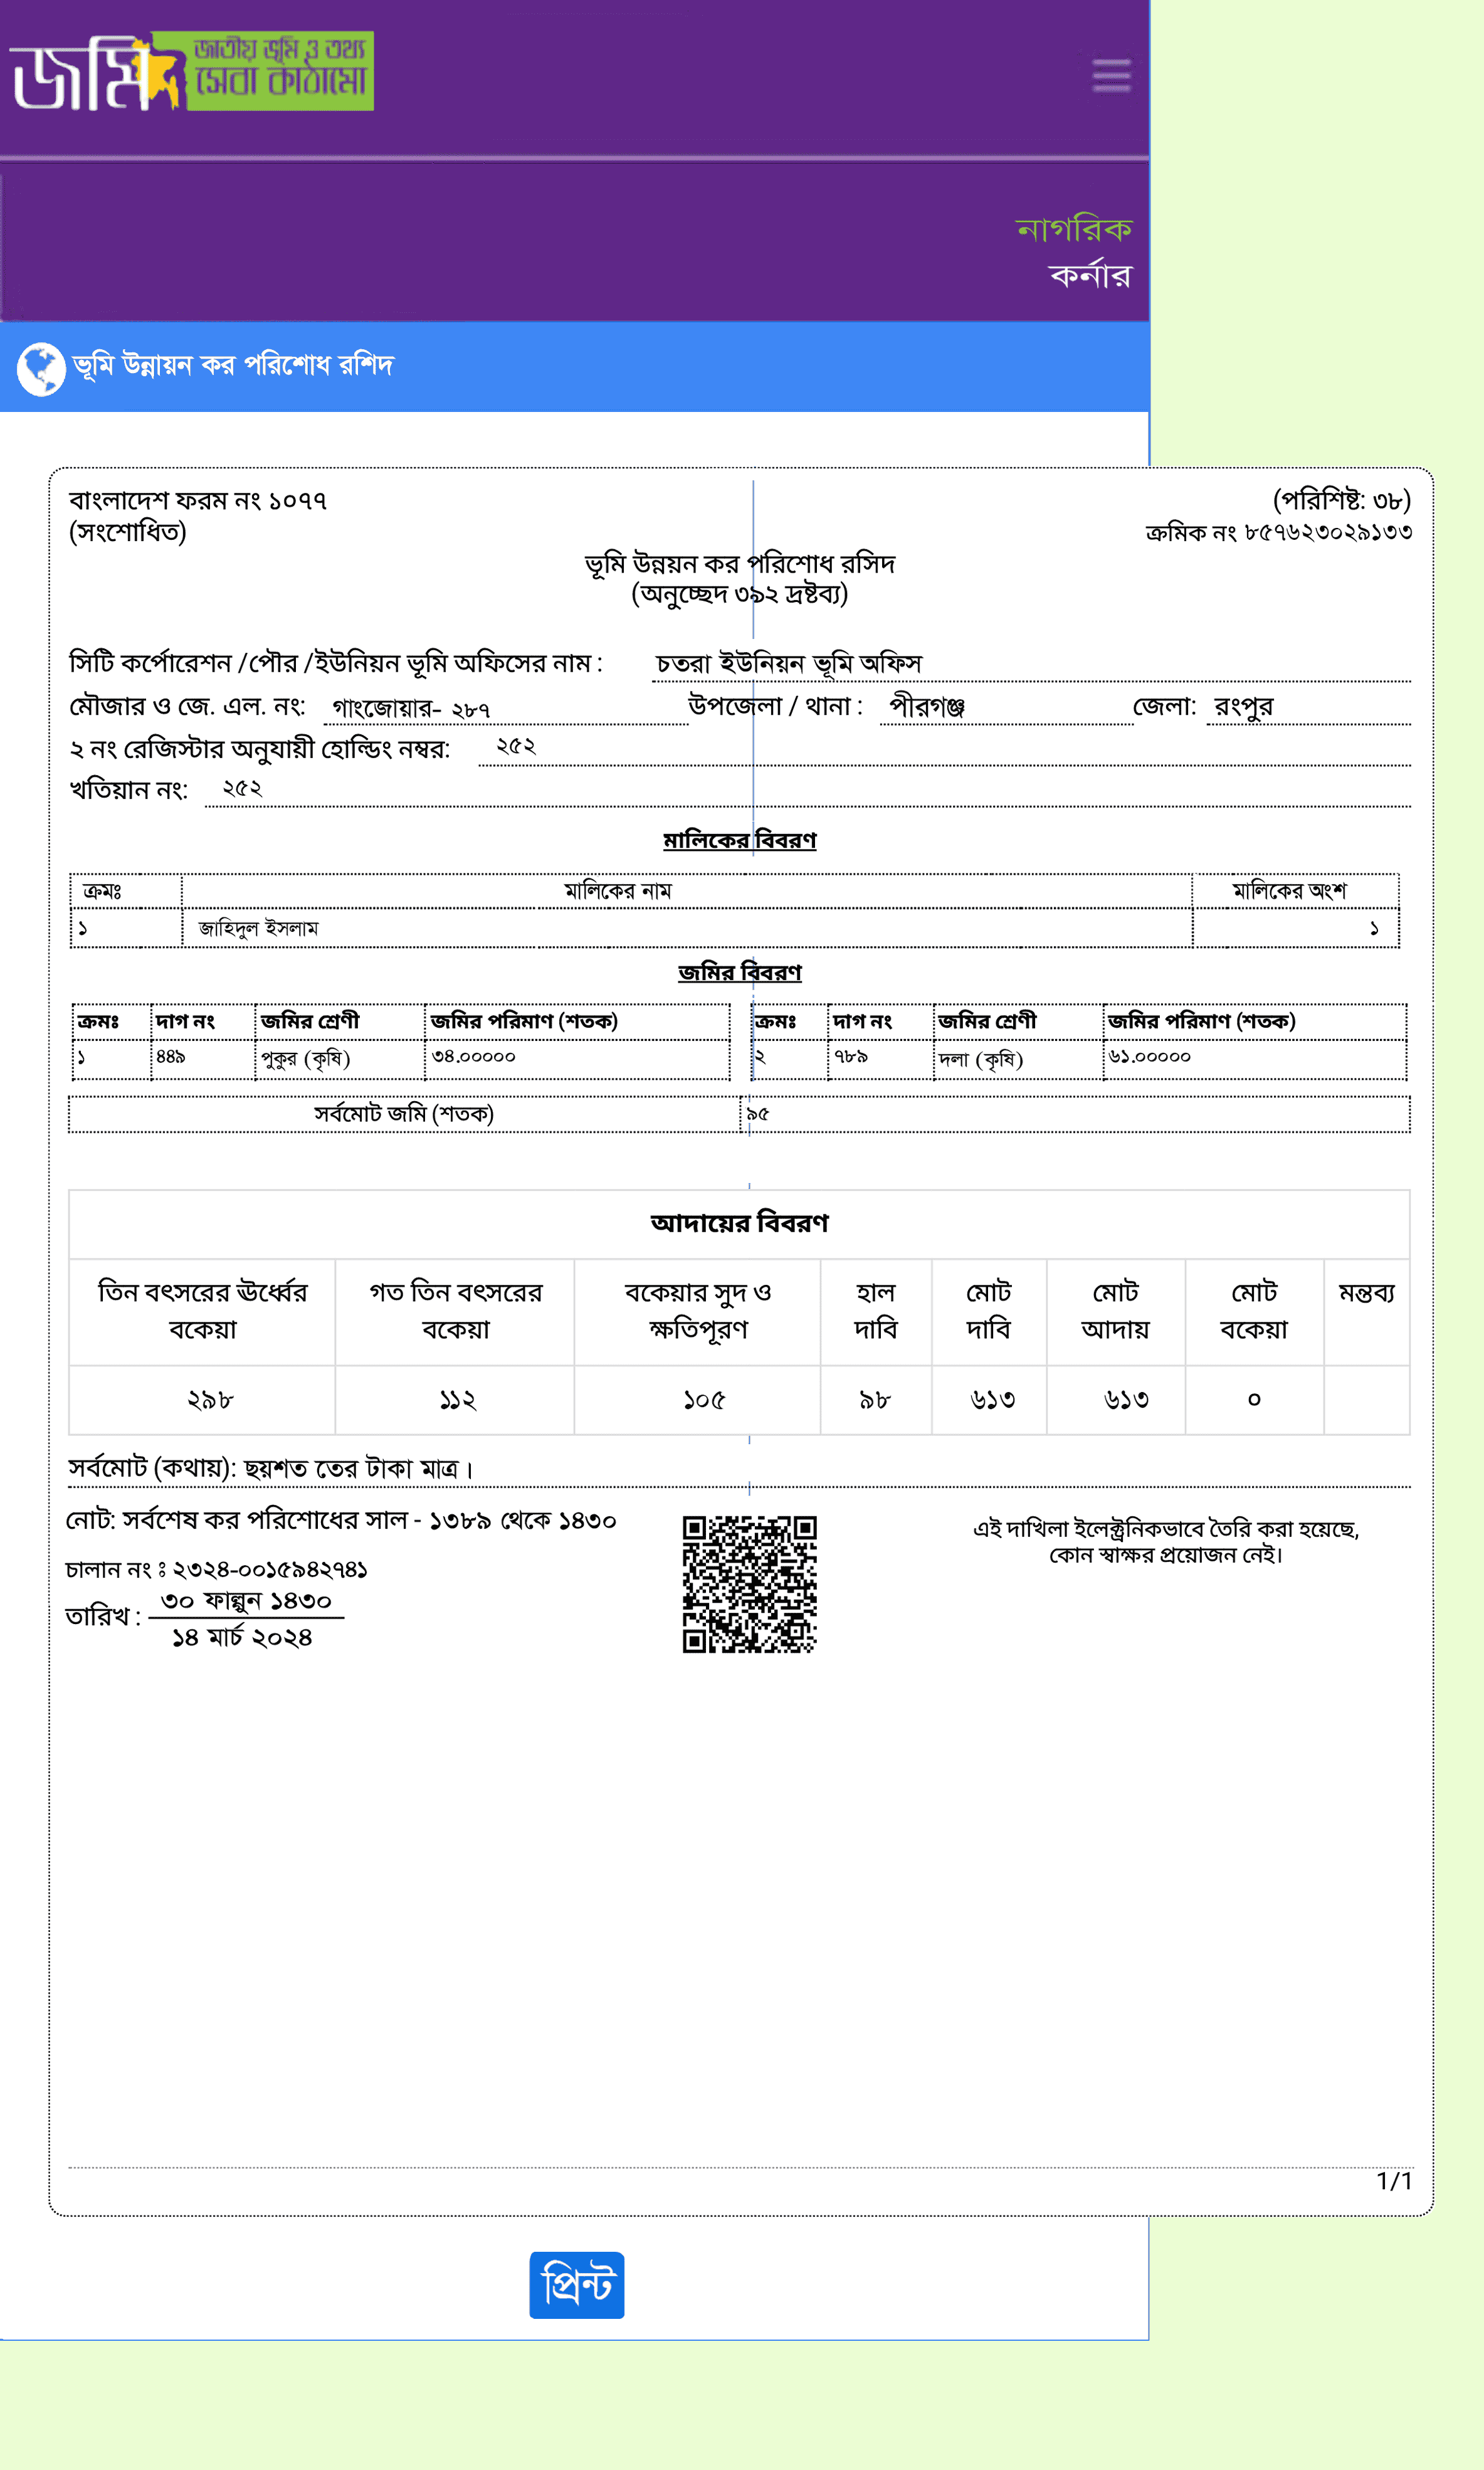 জমি জাতীয় ভূমি ও তথ্য
সেবা কাঠামো
নাগরিক
কর্নার
ভূমি উন্নায়ন কর পরিশোধ রশিদ
বাংলাদেশ ফরম নং ১০৭৭
(সংশোধিত)
(পরিশিষ্ট: ৩৮)
ক্রমিক নং ৮৫৭৬২৩০২৯১৩৩
ভূমি উন্নয়ন কর পরিশোধ রসিদ
(অনুচ্ছেদ ৩৯২ দ্রষ্টব্য)
সিটি কর্পোরেশন /পৌর /ইউনিয়ন ভূমি অফিসের নাম : চতরা ইউনিয়ন ভূমি অফিস
মৌজার ও জে. এল. নং: গাংজোয়ার- ২৮৭ উপজেলা / থানা : পীরগঞ্জ জেলা: রংপুর
২ নং রেজিস্টার অনুযায়ী হোল্ডিং নম্বর: ২৫২
খতিয়ান নং: ২৫২
মালিকের বিবরণ
ক্রমঃ মালিকের নাম মালিকের অংশ
১ জাহিদুল ইসলাম ১
জমির বিবরণ
ক্রমঃ দাগ নং জমির শ্রেণী জমির পরিমাণ (শতক) ক্রমঃ দাগ নং জমির শ্রেণী জমির পরিমাণ (শতক)
১ ৪৪৯ পুকুর (কৃষি) ৩৪.০০০০০ ২ ৭৮৯ দলা (কৃষি) ৬১.০০০০০
সর্বমোট জমি (শতক) ৯৫
আদায়ের বিবরণ
তিন বৎসরের ঊর্ধ্বের গত তিন বৎসরের বকেয়ার সুদ ও হাল মোট মোট মোট মন্তব্য
বকেয়া বকেয়া ক্ষতিপূরণ দাবি দাবি আদায় বকেয়া
২৯৮ ১১২ ১০৫ ৯৮ ৬১৩ ৬১৩ ০
সর্বমোট (কথায়): ছয়শত তের টাকা মাত্র।
নোট: সর্বশেষ কর পরিশোধের সাল - ১৩৮৯ থেকে ১৪৩০
চালান নং ঃ ২৩২৪-০০১৫৯৪২৭৪১
তারিখ : ৩০ ফাল্গুন ১৪৩০
১৪ মার্চ ২০২৪
এই দাখিলা ইলেক্ট্রনিকভাবে তৈরি করা হয়েছে,
কোন স্বাক্ষর প্রয়োজন নেই।
1/1
প্রিন্ট